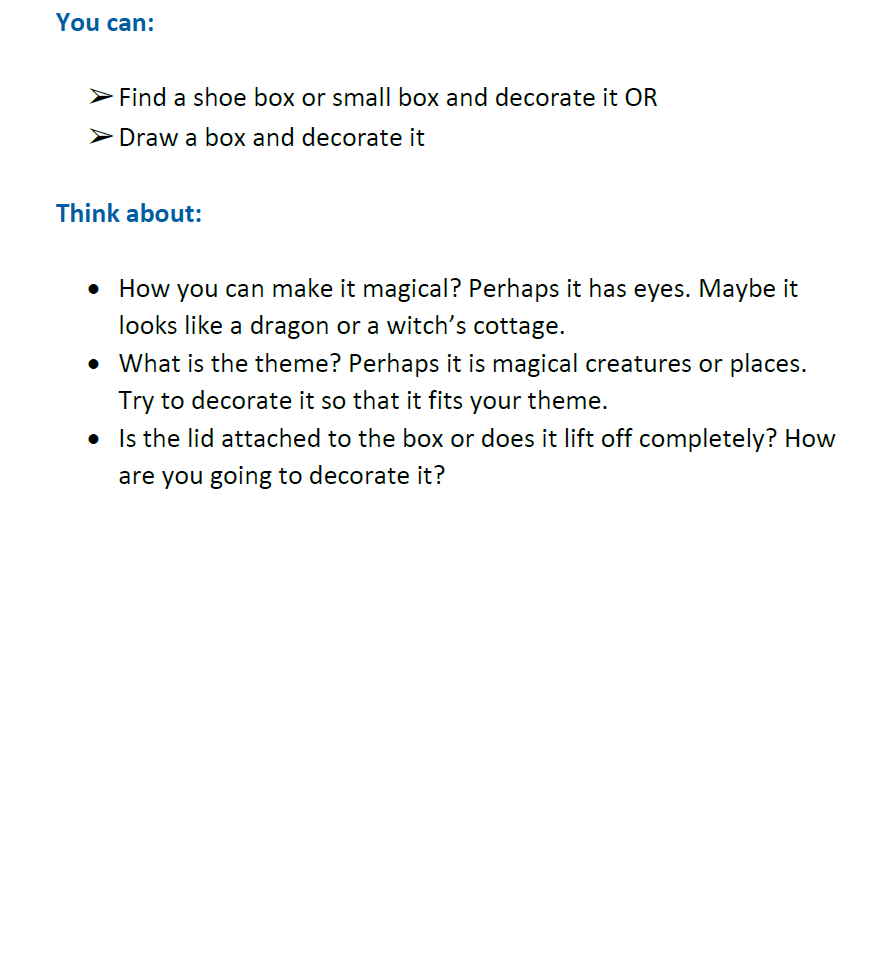 You can:
➢ Find a shoe box or small box and decorate it OR
➢ Draw a box and decorate it
Think about:
• How you can make it magical? Perhaps it has eyes. Maybe it
looks like a dragon or a witch’s cottage.
• What is the theme? Perhaps it is magical creatures or places.
Try to decorate it so that it fits your theme.
• Is the lid attached to the box or does it lift off completely? How
are you going to decorate it?